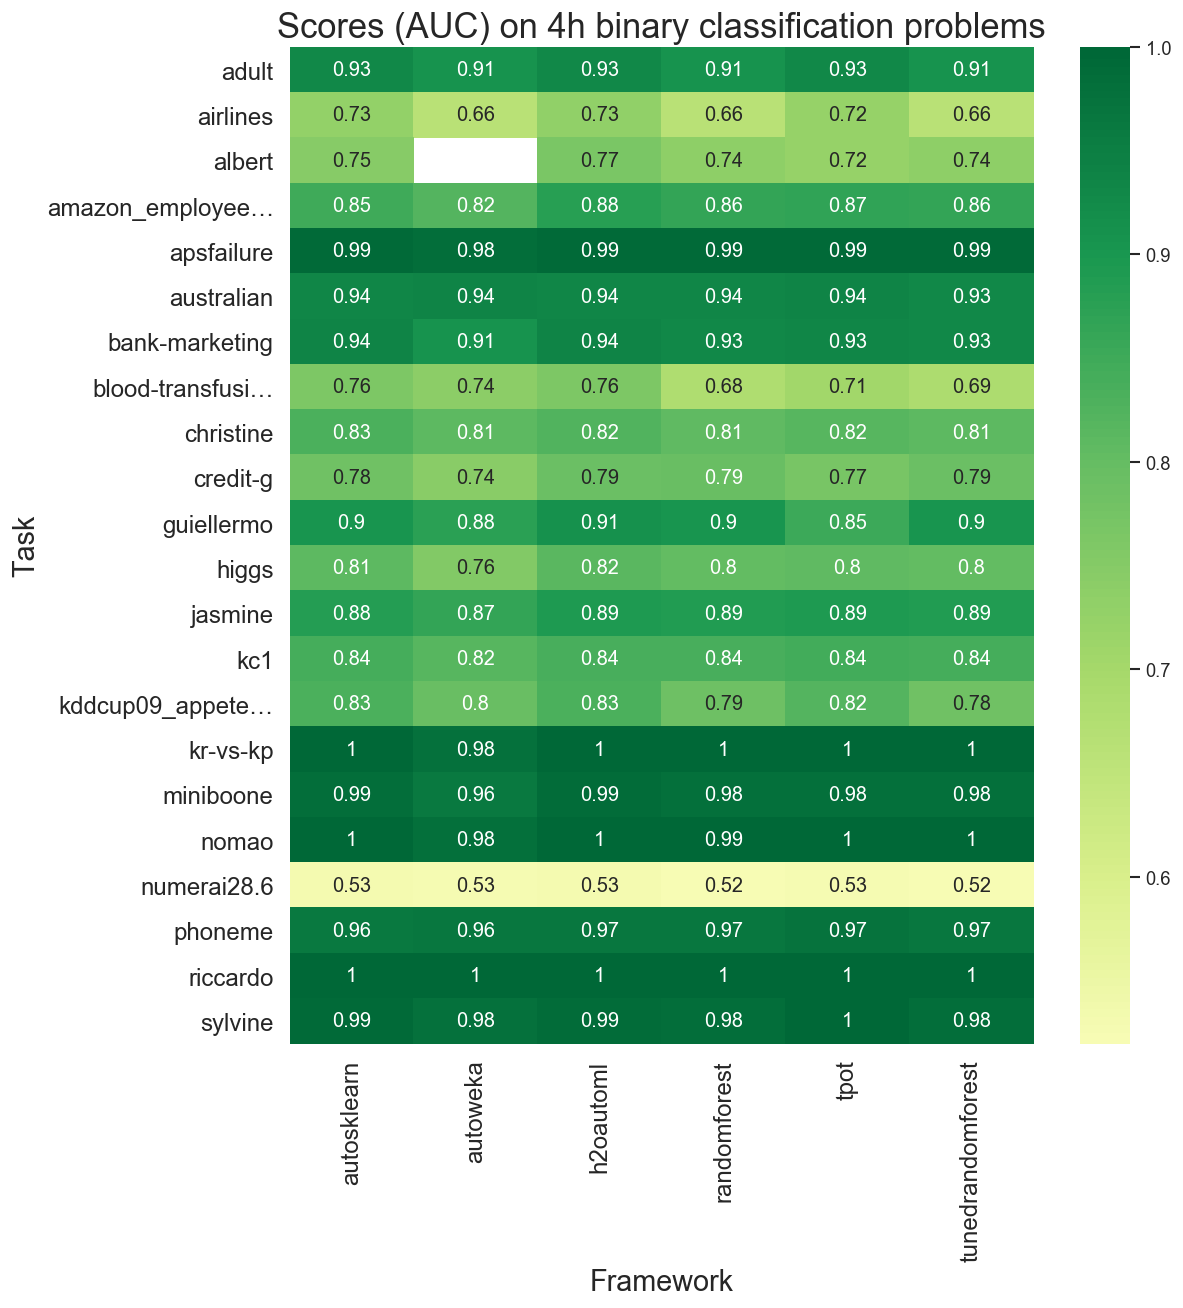 Scores (AUC) on 4h binary classification problems
adult 0.93 0.91 0.93 0.91 0.93 0.91
airlines 0.73 0.66 0.73 0.66 0.72 0.66
albert 0.75 0.77 0.74 0.72 0.74
amazon_employee… 0.85 0.82 0.88 0.86 0.87 0.86
apsfailure 0.99 0.98 0.99 0.99 0.99 0.99
australian 0.94 0.94 0.94 0.94 0.94 0.93
bank-marketing 0.94 0.91 0.94 0.93 0.93 0.93
blood-transfusi… 0.76 0.74 0.76 0.68 0.71 0.69
christine 0.83 0.81 0.82 0.81 0.82 0.81
credit-g 0.78 0.74 0.79 0.79 0.77 0.79
guiellermo 0.9 0.88 0.91 0.9 0.85 0.9
higgs 0.81 0.76 0.82 0.8 0.8 0.8
jasmine 0.88 0.87 0.89 0.89 0.89 0.89
kc1 0.84 0.82 0.84 0.84 0.84 0.84
kddcup09_appete… 0.83 0.8 0.83 0.79 0.82 0.78
kr-vs-kp 1 0.98 1 1 1 1
miniboone 0.99 0.96 0.99 0.98 0.98 0.98
nomao 1 0.98 1 0.99 1 1
numerai28.6 0.53 0.53 0.53 0.52 0.53 0.52
phoneme 0.96 0.96 0.97 0.97 0.97 0.97
riccardo 1 1 1 1 1 1
sylvine 0.99 0.98 0.99 0.98 1 0.98
Task
autosklearn
autoweka
h2oautoml
randomforest
tpot
tunedrandomforest
Framework
1.0
0.9
0.8
0.7
0.6